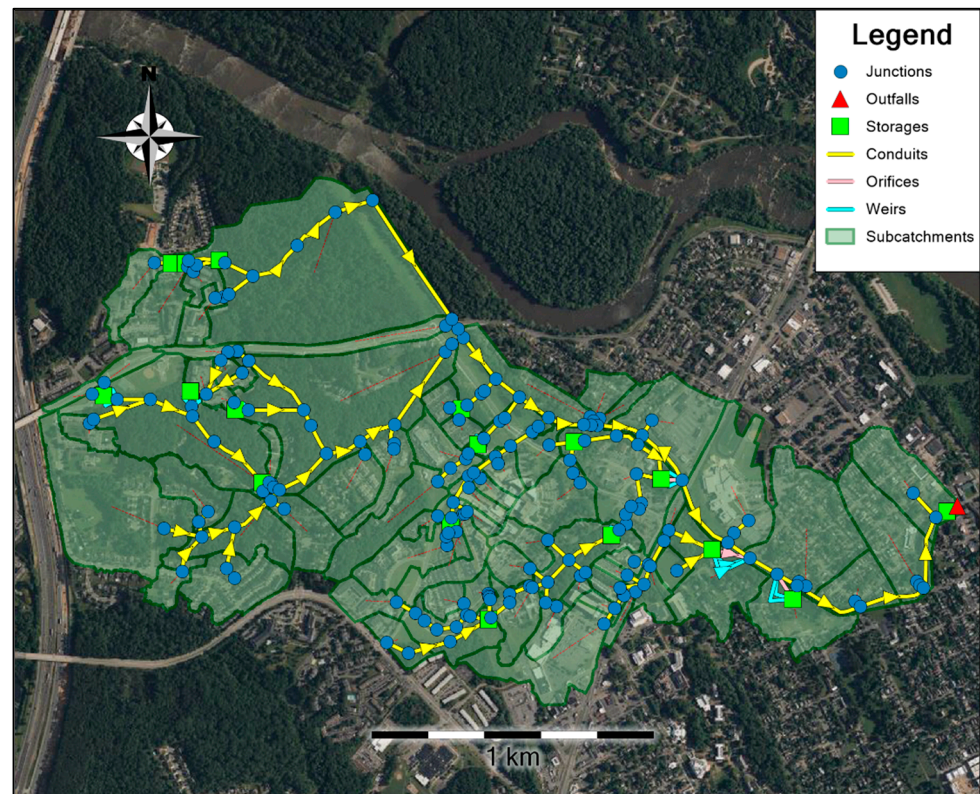 N
Legend
Junctions
Outfalls
Storages
Conduits
Orifices
Weirs
Subcatchments
1 km